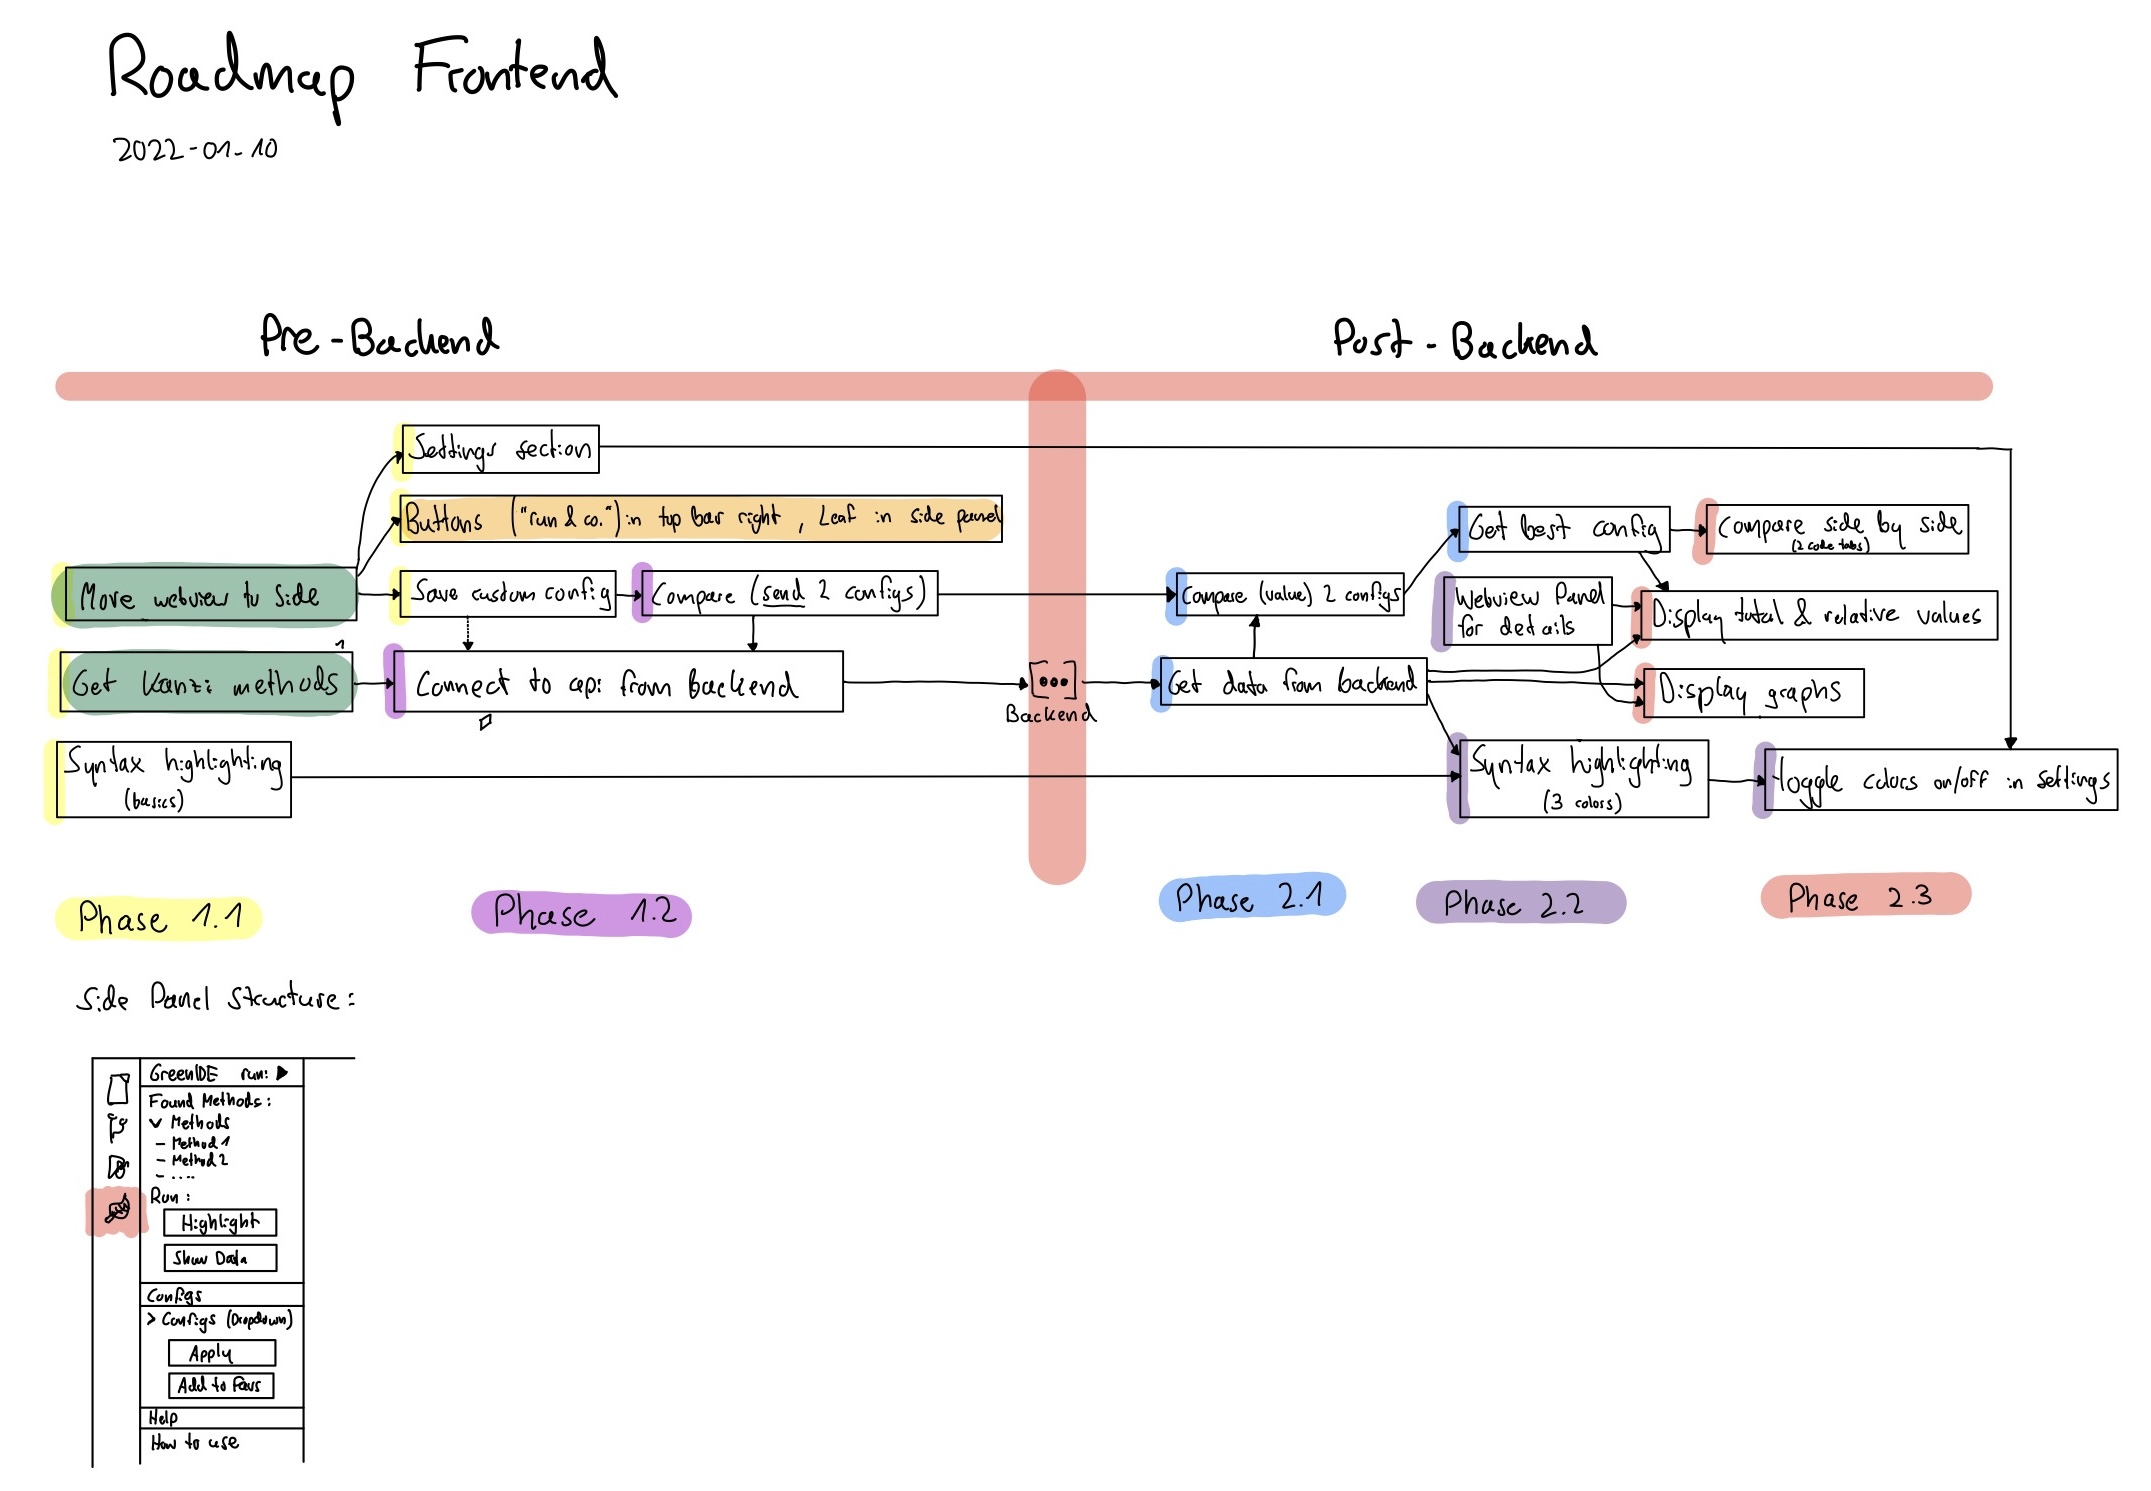 Roadmap Frontend
2022-01-10
Pre-Backend
Post-Backend
Settings section
Buttons ("run & co.") in top bar right, Leaf in side panel
Move webview to side
Save custom config
Compare (send 2 configs)
Get Kanzi methods
1
Connect to api from backend
Syntax highlighting
(basics)
Backend
Get best config
Compare side by side
(2 code tabs)
Compare (value) 2 configs
Webview Panel
for details
Display total & relative values
Get data from backend
Display graphs
Syntax highlighting
(3 colors)
toggle colors on/off in settings
Phase 1.1
Phase 1.2
Phase 2.1
Phase 2.2
Phase 2.3
Side Panel Structure:
GreenIDE run: ▶
Found Methods:
v Methods
- Method 1
- Method 2
- ....
Run:
Highlight
Show Data
Configs
> Configs (Dropdown)
Apply
Add to Favs
Help
How to use